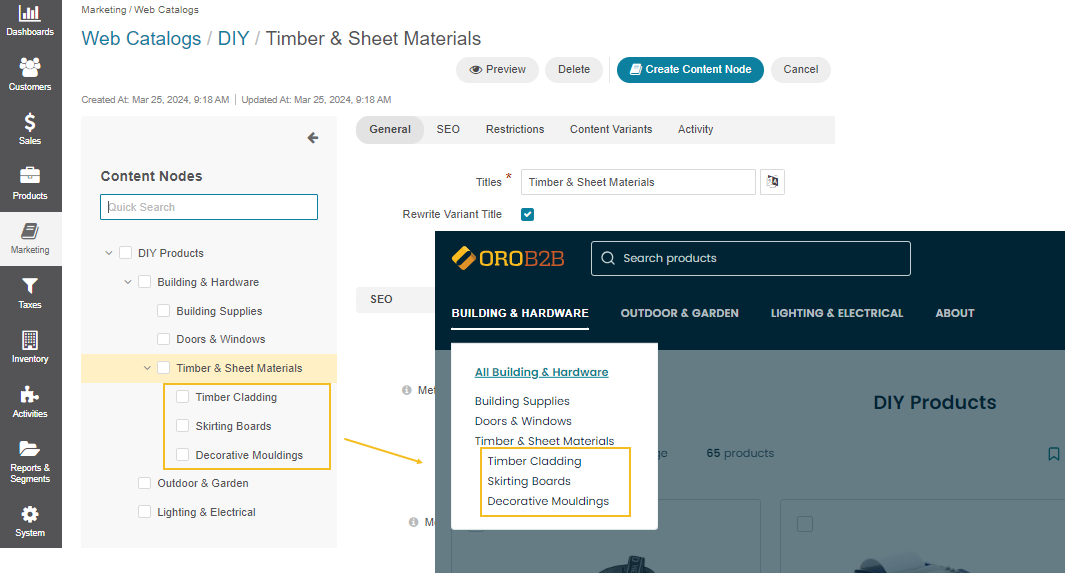 Dashboards
Customers
Sales
Products
Marketing
Taxes
Inventory
Activities
Reports &
Segments
System
Marketing / Web Catalogs
Web Catalogs / DIY / Timber & Sheet Materials
Preview
Delete
Create Content Node
Cancel
Created At: Mar 25, 2024, 9:18 AM | Updated At: Mar 25, 2024, 9:18 AM
Content Nodes
Quick Search
DIY Products
Building & Hardware
Building Supplies
Doors & Windows
Timber & Sheet Materials
Timber Cladding
Skirting Boards
Decorative Mouldings
Outdoor & Garden
Lighting & Electrical
General SEO Restrictions Content Variants Activity
Titles * Timber & Sheet Materials
Rewrite Variant Title
SEO
OROB2B
Search products
BUILDING & HARDWARE OUTDOOR & GARDEN LIGHTING & ELECTRICAL ABOUT
All Building & Hardware
Building Supplies
Doors & Windows
Timber & Sheet Materials
Timber Cladding
Skirting Boards
Decorative Mouldings
DIY Products
65 products